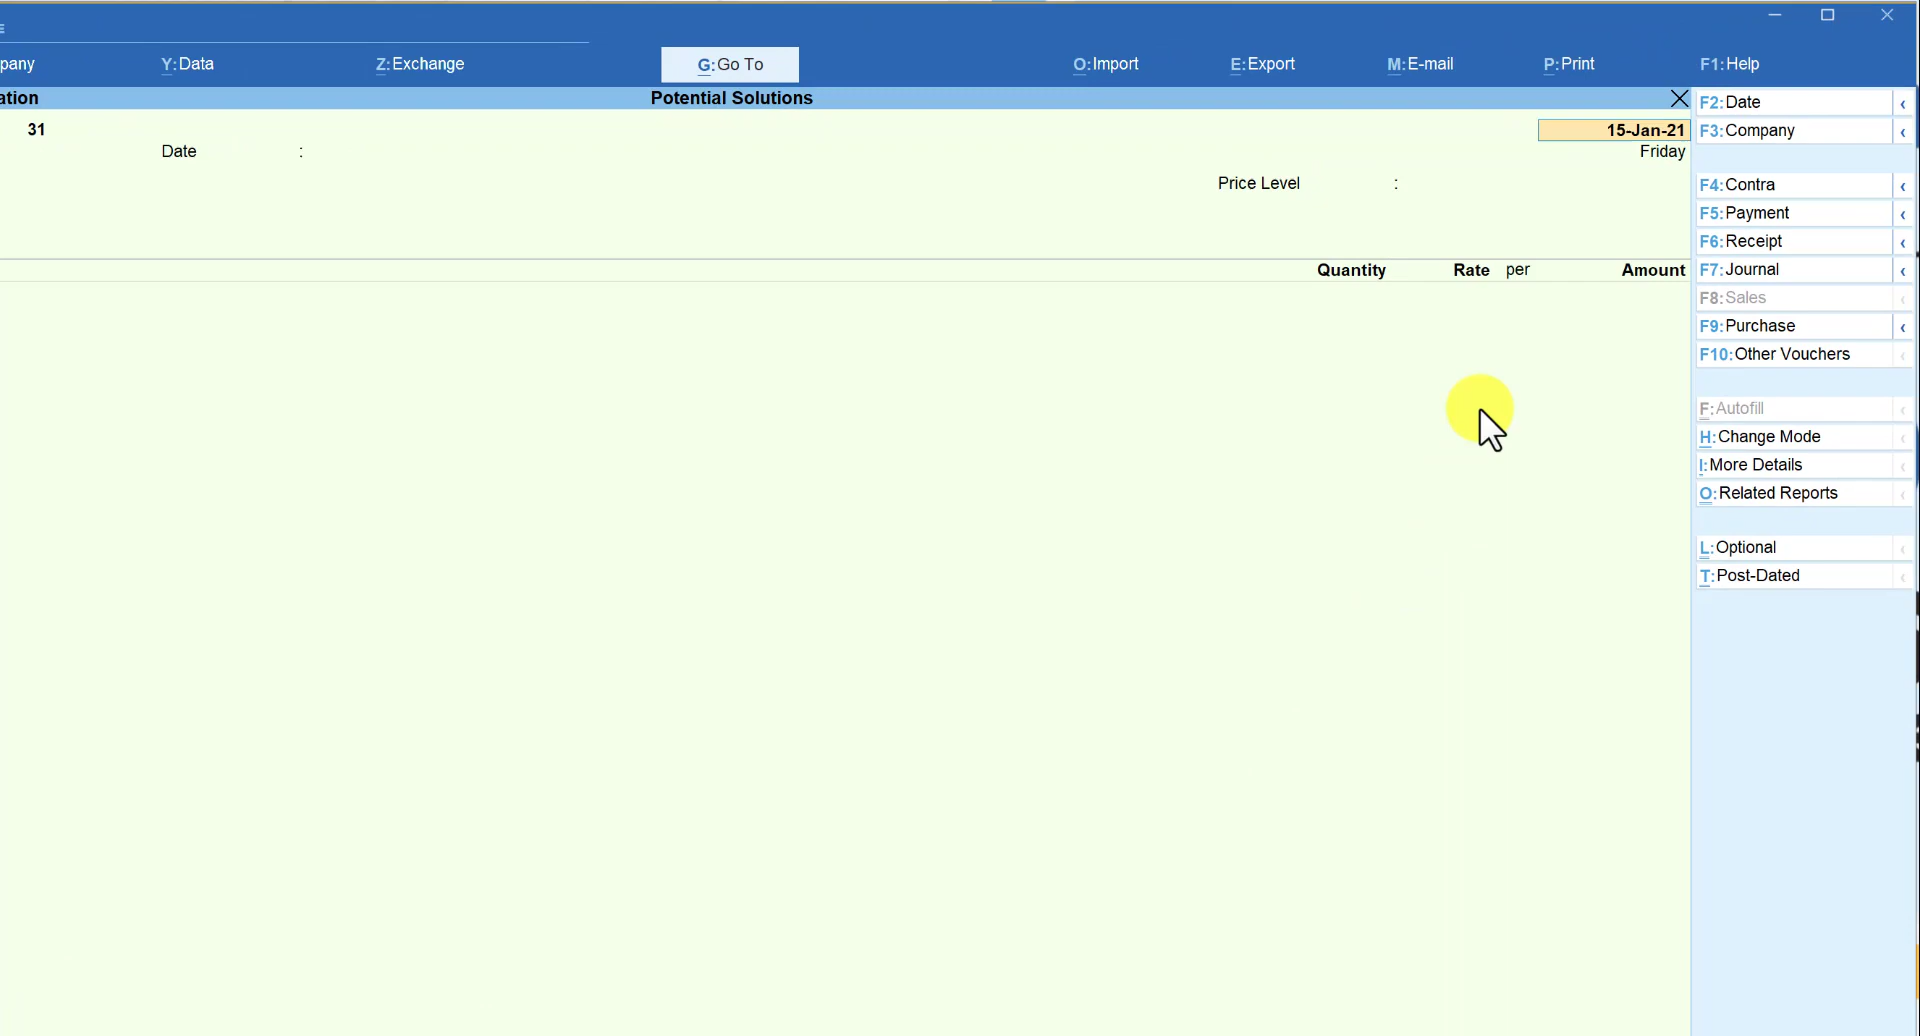 pany Y:Data Z:Exchange G:Go To O:Import E:Export M:E-mail P:Print F1:Help
ation Potential Solutions
31 15-Jan-21
Date : Friday
Price Level :
Quantity Rate per Amount
F2:Date
F3:Company
F4:Contra
F5:Payment
F6:Receipt
F7:Journal
F8:Sales
F9:Purchase
F10:Other Vouchers
F:Autofill
H:Change Mode
I:More Details
O:Related Reports
L:Optional
T:Post-Dated